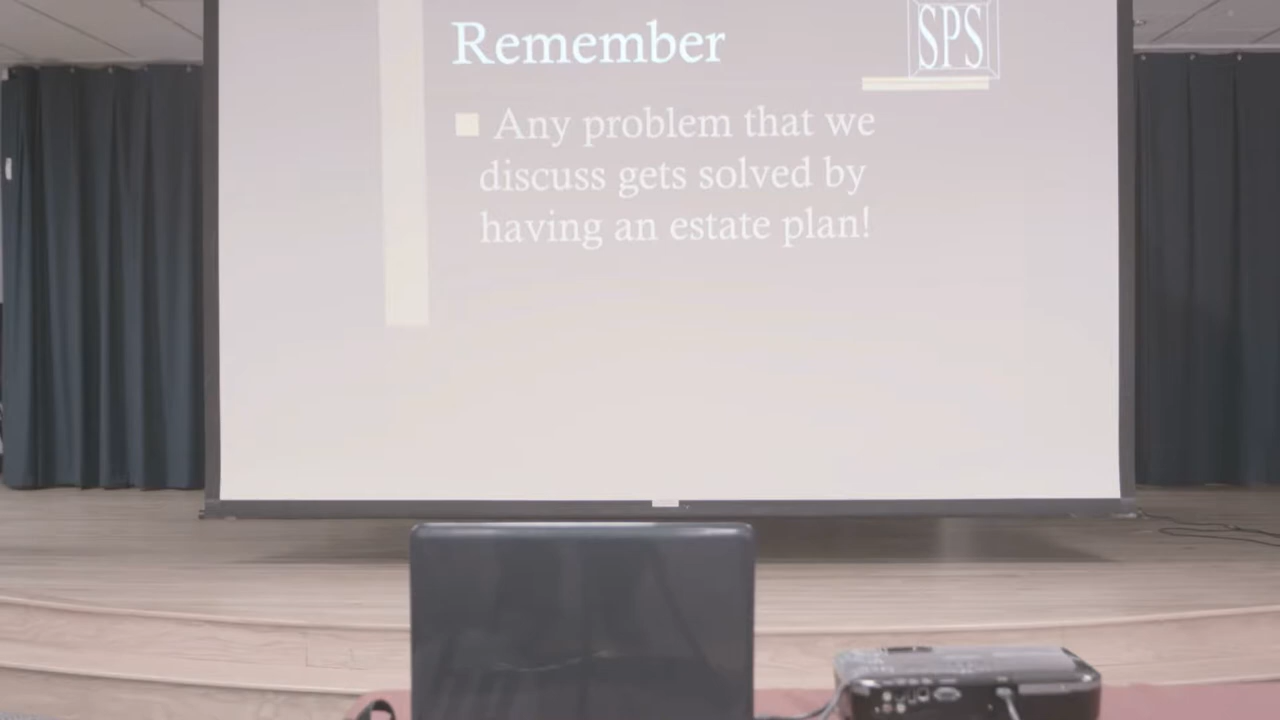 Remember
SPS
Any problem that we
discuss gets solved by
having an estate plan!